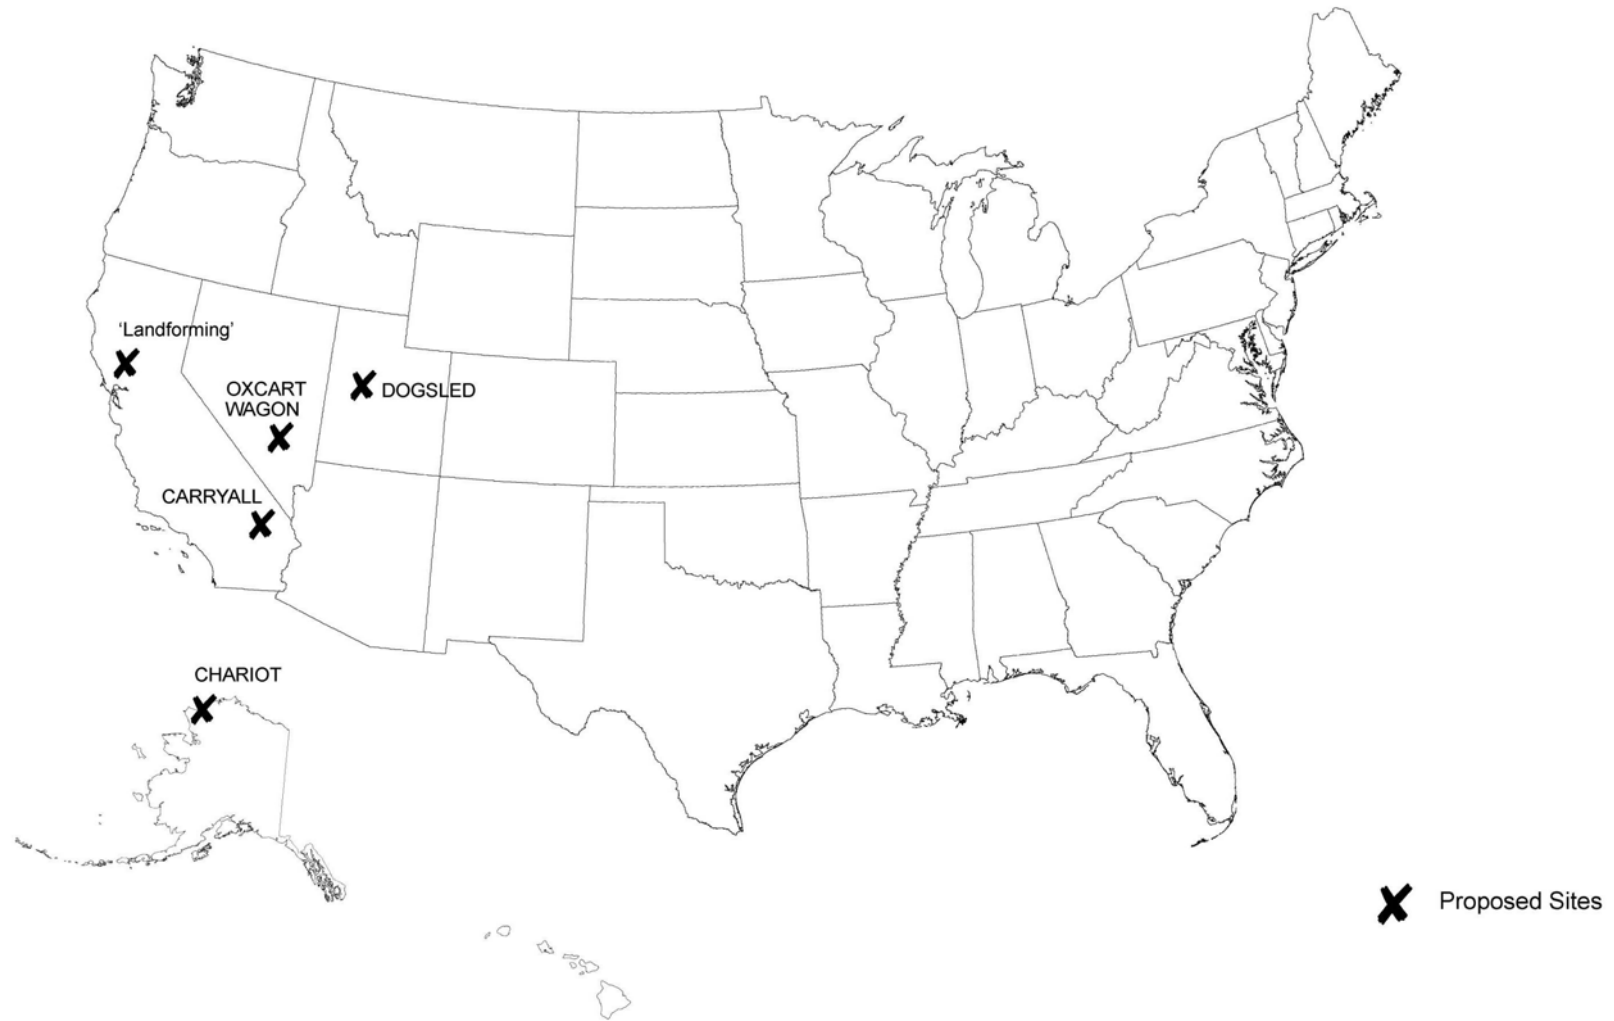 ‘Landforming’
OXCART
WAGON
DOGSLED
CARRYALL
CHARIOT
Proposed Sites